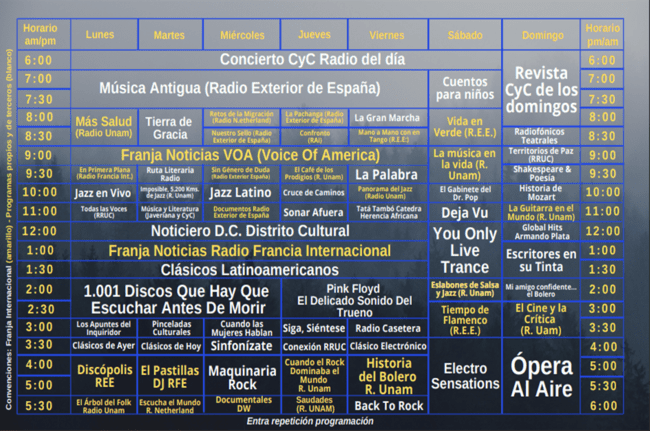 Convenciones: Franja Internacional (amarillo) - Programas propios y de terceros (blanco)
Horario
am/pm
Lunes
Martes
Miércoles
Jueves
Viernes
Sábado
Domingo
Horario
pm/am
6:00
Concierto CyC Radio del día
Revista
CyC de los
domingos
6:00
7:00
Música Antigua (Radio Exterior de España)
Cuentos
para niños
7:00
7:30
7:30
8:00
Más Salud
(Radio Unam)
Tierra de
Gracia
Retos de la Migración
(Radio N.etherland)
La Pachanga (Radio
Exterior de España)
La Gran Marcha
Vida en
Verde (R.E.E.)
8:00
8:30
Nuestro Sello (Radio
Exterior de España)
Confronto
(RAI)
Mano a Mano con en
Tango (R.E.E.)
Radiofónicos
Teatrales
8:30
9:00
Franja Noticias VOA (Voice Of America)
La música en
la vida (R.
Unam)
Territorios de Paz
(RRUC)
9:00
9:30
En Primera Plana
(Radio Francia Int.)
Ruta Literaria
Radio
Sin Género de Duda
(Radio Exterior España)
El Café de los
Prodigios (R. Unam)
La Palabra
Shakespeare &
Poesía
9:30
10:00
Jazz en Vivo
Imposible, 5.200 Kms.
de Jazz (R. Unam)
Jazz Latino
Cruce de Caminos
Panorama del Jazz
(Radio Unam)
El Gabinete del
Dr. Pop
Historia de
Mozart
10:00
11:00
Todas las Voces
(RRUC)
Música y Literatura
(Javeriana y CyC)
Documentos Radio
Exterior de España
Sonar Afuera
Tatá Tambó Catedra
Herencia Africana
Deja Vu
La Guitarra en el
Mundo (R. Unam)
11:00
12:00
Noticiero D.C. Distrito Cultural
You Only
Live
Trance
Global Hits
Armando Plata
12:00
1:00
Franja Noticias Radio Francia Internacional
Escritores en
su Tinta
1:00
1:30
Clásicos Latinoamericanos
1:30
2:00
1.001 Discos Que Hay Que
Escuchar Antes De Morir
Pink Floyd
El Delicado Sonido Del
Trueno
Eslabones de Salsa
y Jazz (R. Unam)
Mi amigo confidente...
el Bolero
2:00
2:30
Tiempo de
Flamenco
(R.E.E.)
El Cine y la
Crítica
(R. Uam)
3:00
3:00
Los Apuntes del
Inquiridor
Pinceladas
Culturales
Cuando las
Mujeres Hablan
Siga, Siéntese
Radio Casetera
3:30
3:30
Clásicos de Ayer
Clásicos de Hoy
Sinfonízate
Conexión RRUC
Clásico Electrónico
Electro
Sensations
Ópera
Al Aire
4:00
4:00
Discópolis
REE
El Pastillas
DJ RFE
Maquinaria
Rock
Cuando el Rock
Dominaba el
Mundo
R. Unam
Historia
del Bolero
R. Unam
5:00
5:00
5:30
5:30
El Árbol del Folk
Radio Unam
Escucha el Mundo
R. Netherland
Documentales
DW
Saudades
(R. UNAM)
Back To Rock
6:00
Entra repetición programación